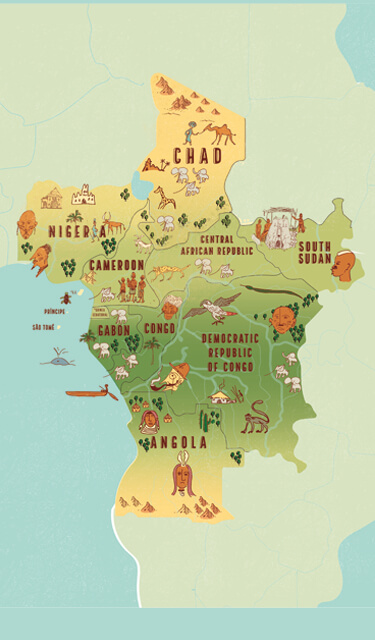 CHAD
NIGERIA
CENTRAL
AFRICAN REPUBLIC
SOUTH
SUDAN
CAMEROON
PRÍNCIPE
SÃO TOMÉ
GABON
CONGO
DEMOCRATIC
REPUBLIC
OF CONGO
ANGOLA